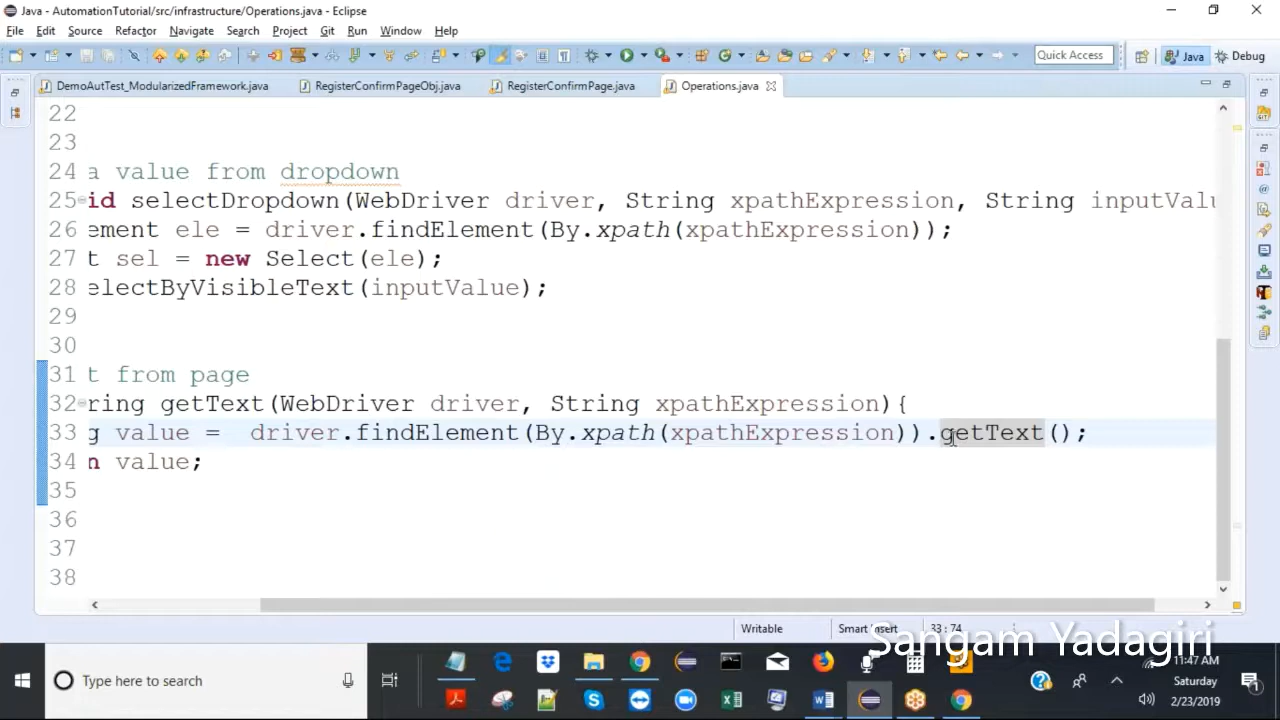 Java - AutomationTutorial/src/infrastructure/Operations.java - Eclipse
File Edit Source Refactor Navigate Search Project Git Run Window Help
Quick Access Java Debug
DemoAutTest_ModularizedFramework.java RegisterConfirmPageObj.java RegisterConfirmPage.java Operations.java
22
23
24 a value from dropdown
25 id selectDropdown(WebDriver driver, String xpathExpression, String inputValu
26 ement ele = driver.findElement(By.xpath(xpathExpression));
27 t sel = new Select(ele);
28 electByVisibleText(inputValue);
29
30
31 t from page
32 ring getText(WebDriver driver, String xpathExpression){
33 g value = driver.findElement(By.xpath(xpathExpression)).getText();
34 n value;
35
36
37
38
Writable Smart Insert 33 : 74
Sangam Yadagiri
Type here to search
11:47 AM
Saturday
2/23/2019